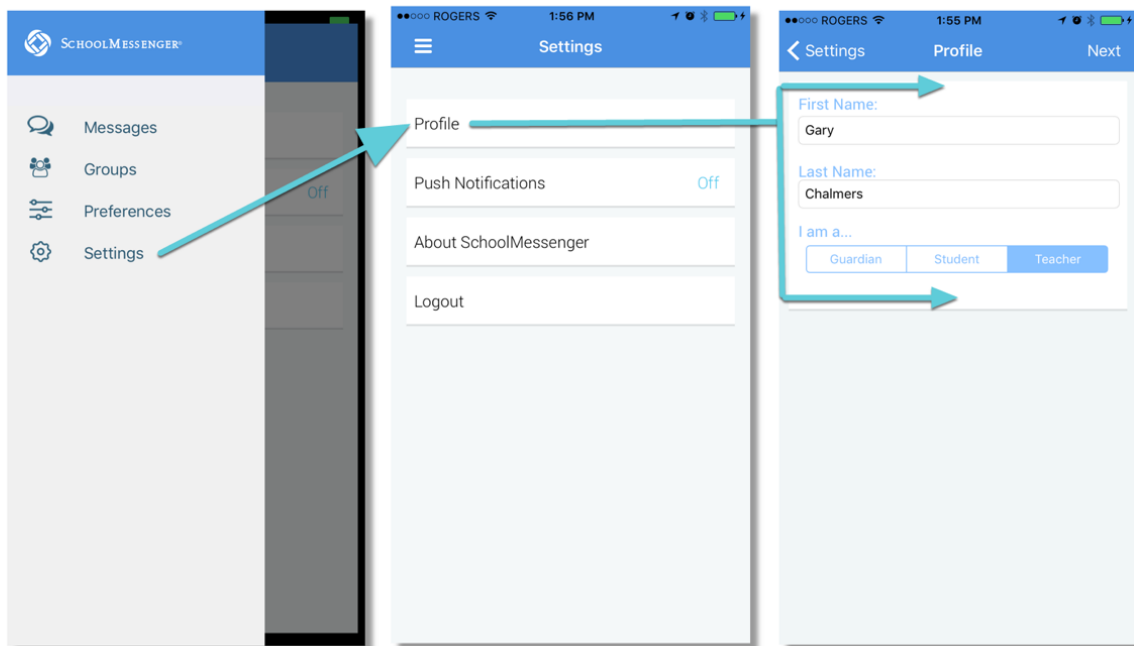 SCHOOLMESSENGER®
Messages
Groups
Preferences
Settings
Off
ROGERS 1:56 PM
Settings
Profile
Push Notifications Off
About SchoolMessenger
Logout
ROGERS 1:55 PM
Settings Profile Next
First Name:
Gary
Last Name:
Chalmers
I am a...
Guardian Student Teacher